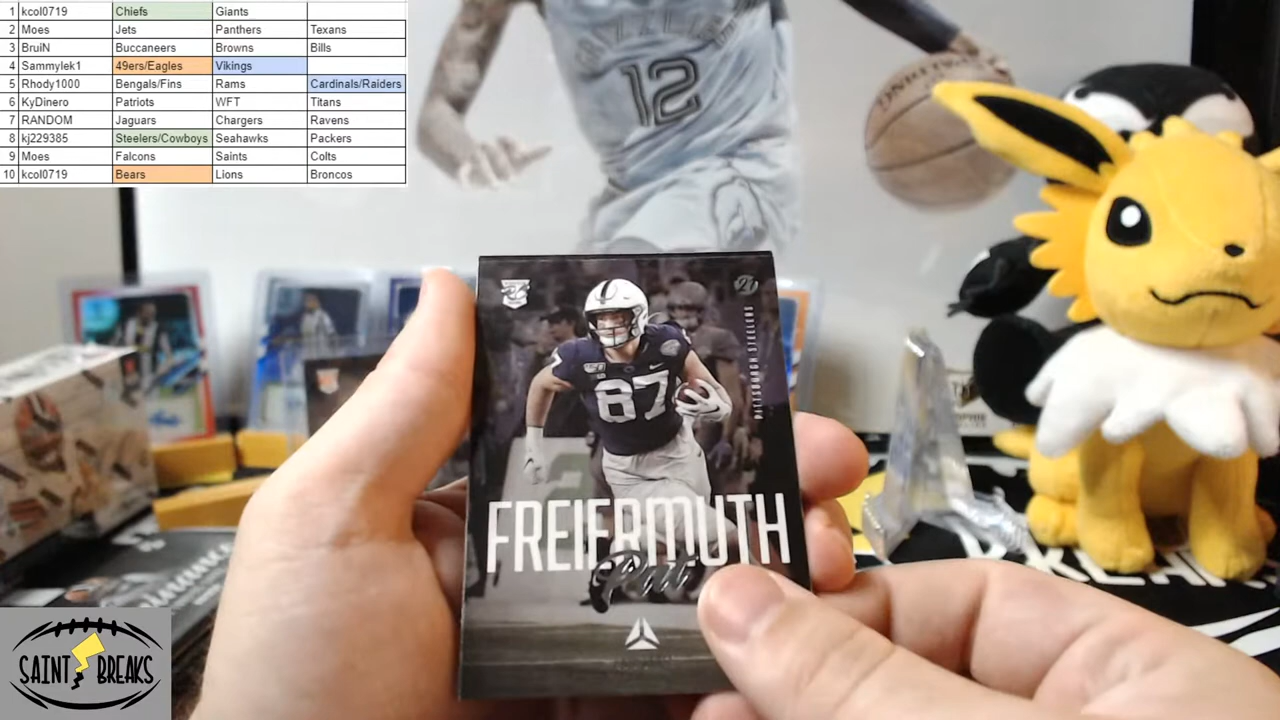 1 kcol0719 Chiefs Giants
2 Moes Jets Panthers Texans
3 BruiN Buccaneers Browns Bills
4 Sammylek1 49ers/Eagles Vikings
5 Rhody1000 Bengals/Fins Rams Cardinals/Raiders
6 KyDinero Patriots WFT Titans
7 RANDOM Jaguars Chargers Ravens
8 kj229385 Steelers/Cowboys Seahawks Packers
9 Moes Falcons Saints Colts
10 kcol0719 Bears Lions Broncos
12
PITTSBURGH STEELERS
87
FREIERMUTH
SAINT BREAKS